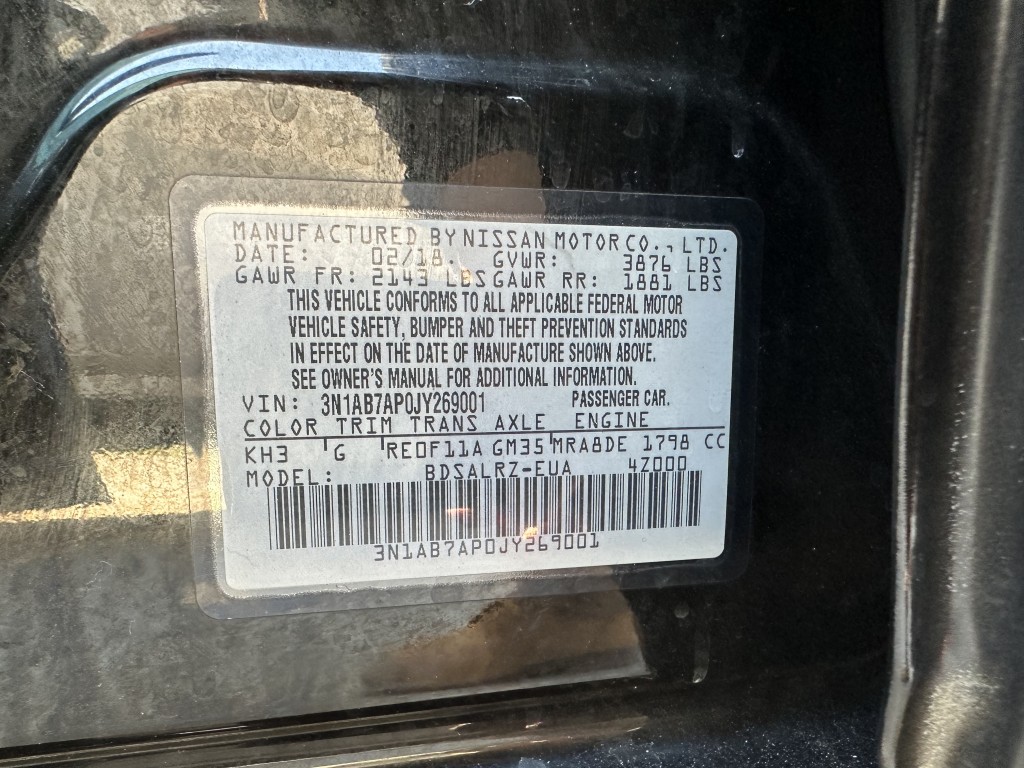 MANUFACTURED BY NISSAN MOTOR CO., LTD.
DATE: 02/18. GVWR: 3876 LBS
GAWR FR: 2143 LBS GAWR RR: 1881 LBS
THIS VEHICLE CONFORMS TO ALL APPLICABLE FEDERAL MOTOR
VEHICLE SAFETY, BUMPER AND THEFT PREVENTION STANDARDS
IN EFFECT ON THE DATE OF MANUFACTURE SHOWN ABOVE.
SEE OWNER'S MANUAL FOR ADDITIONAL INFORMATION.
VIN: 3N1AB7AP0JY269001 PASSENGER CAR.
COLOR TRIM TRANS AXLE ENGINE
KH3 G RE0F11A GM35 MRA8DE 1798 CC
MODEL: BDSALRZ-EUA 4Z000
3N1AB7AP0JY269001